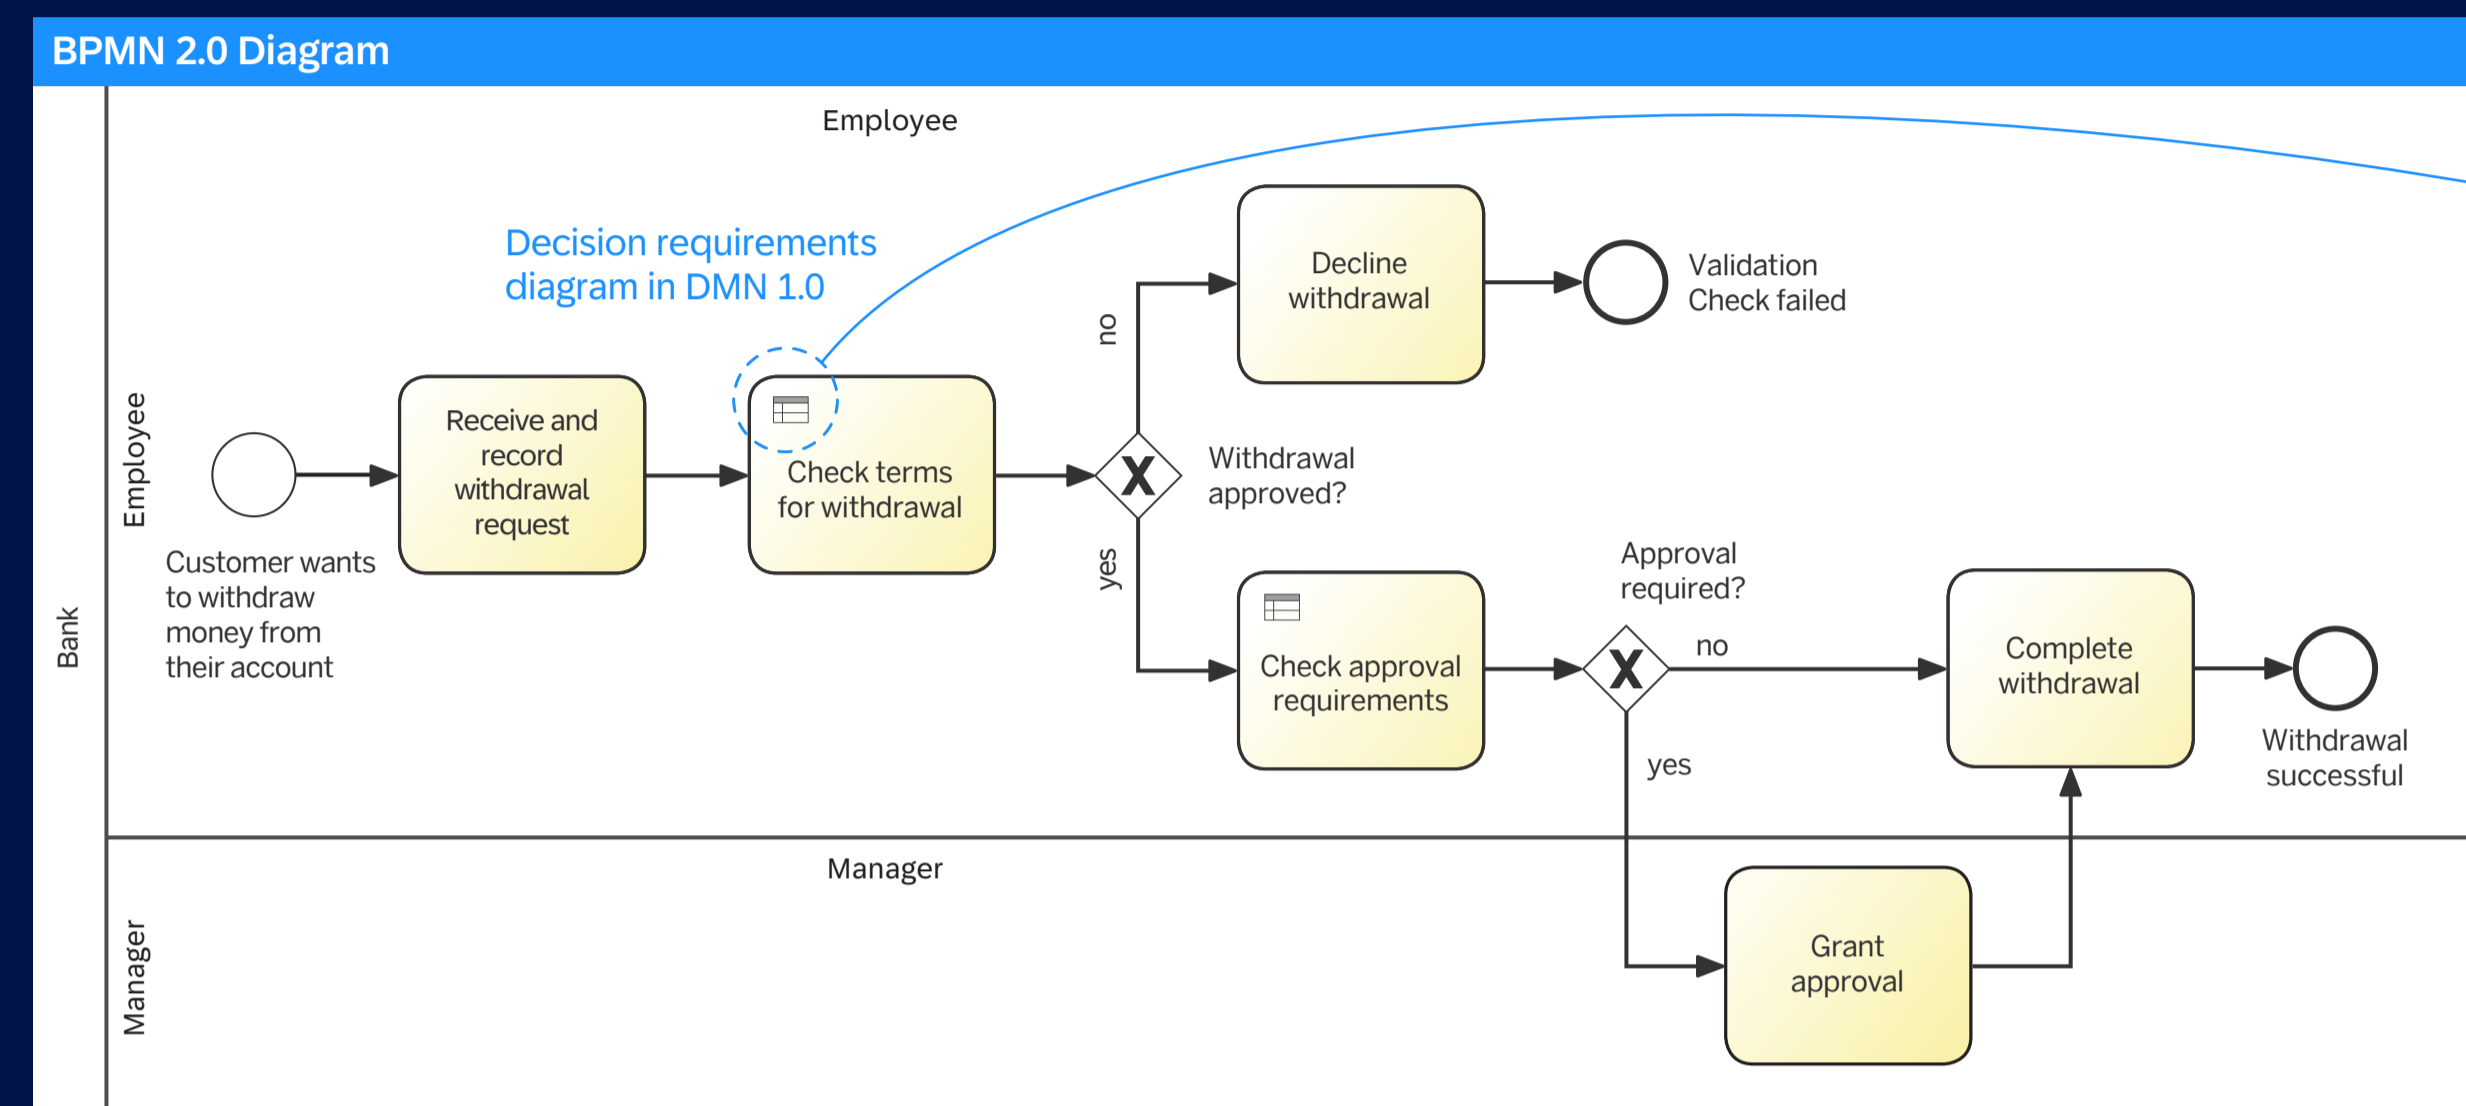 BPMN 2.0 Diagram
Employee
Decision requirements
diagram in DMN 1.0
Bank
Employee
Customer wants
to withdraw
money from
their account
Receive and
record
withdrawal
request
Check terms
for withdrawal
Withdrawal
approved?
no
Decline
withdrawal
Validation
Check failed
yes
Check approval
requirements
Approval
required?
no
Complete
withdrawal
Withdrawal
successful
yes
Manager
Manager
Grant
approval
X
X